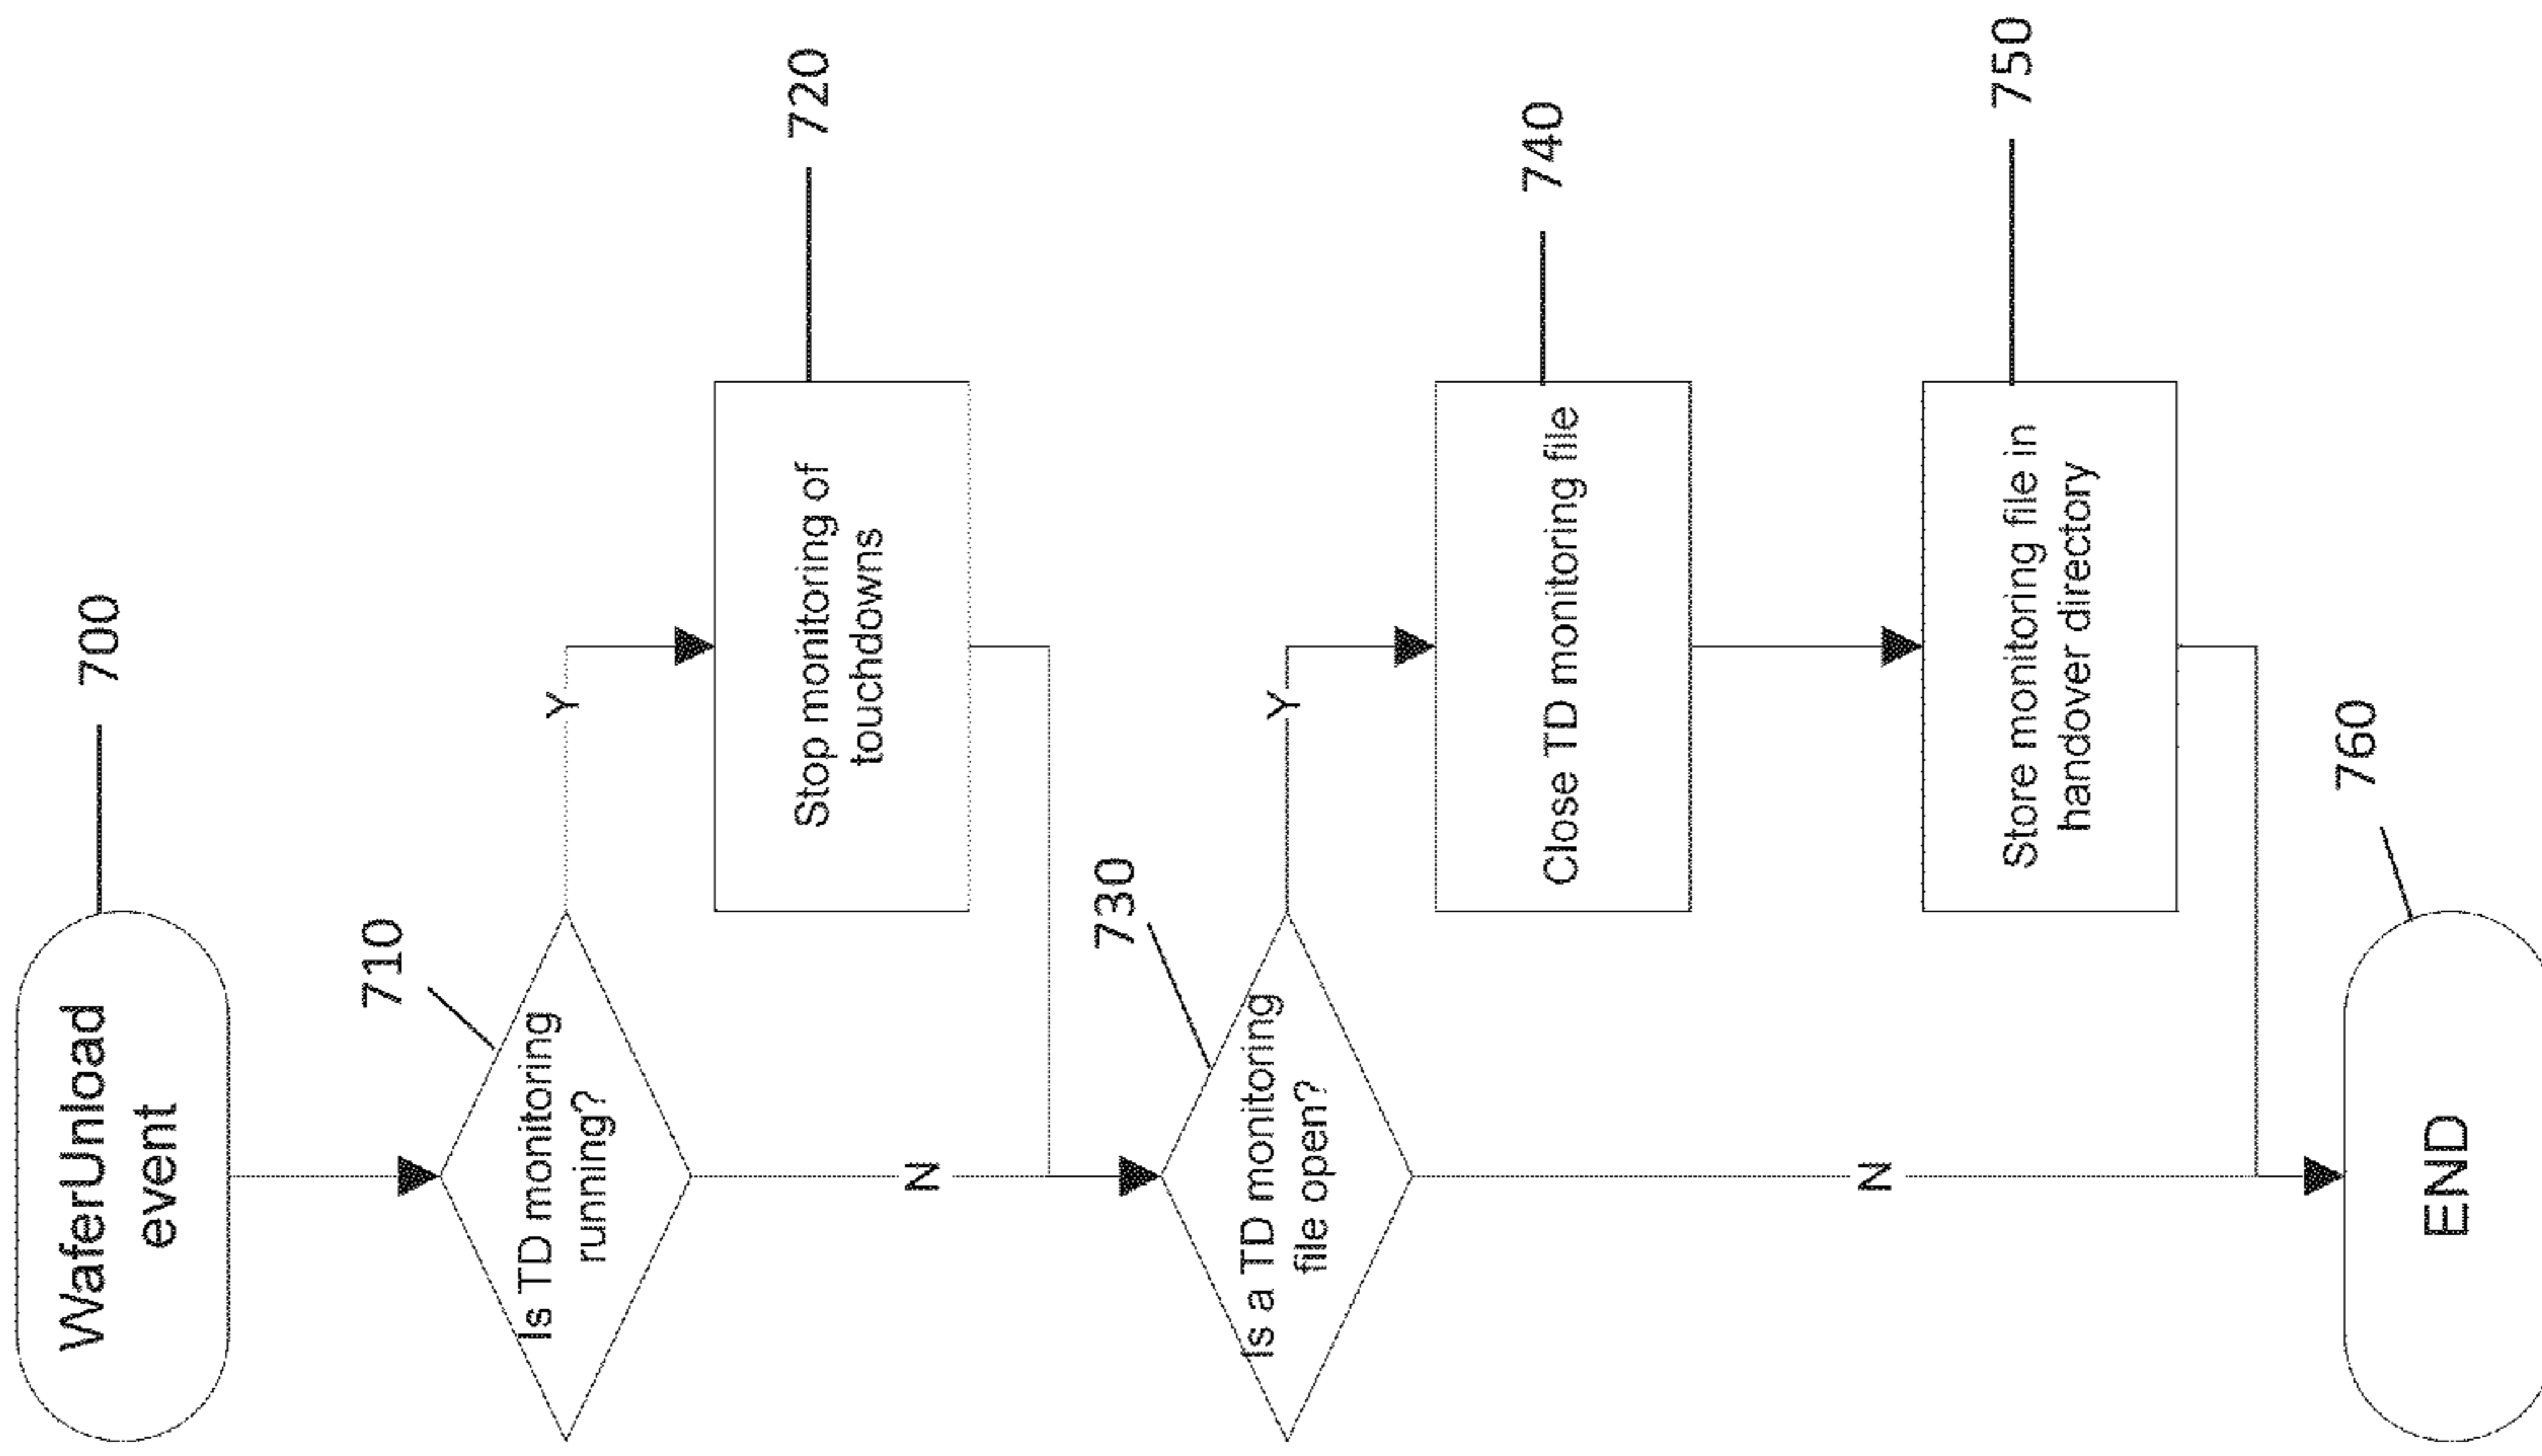 WaferUnload
event
700
710
Is TD monitoring
running?
Y
N
Stop monitoring of
touchdowns
720
730
Is a TD monitoring
file open?
Y
N
Close TD monitoring file
740
Store monitoring file in
handover directory
750
760
END